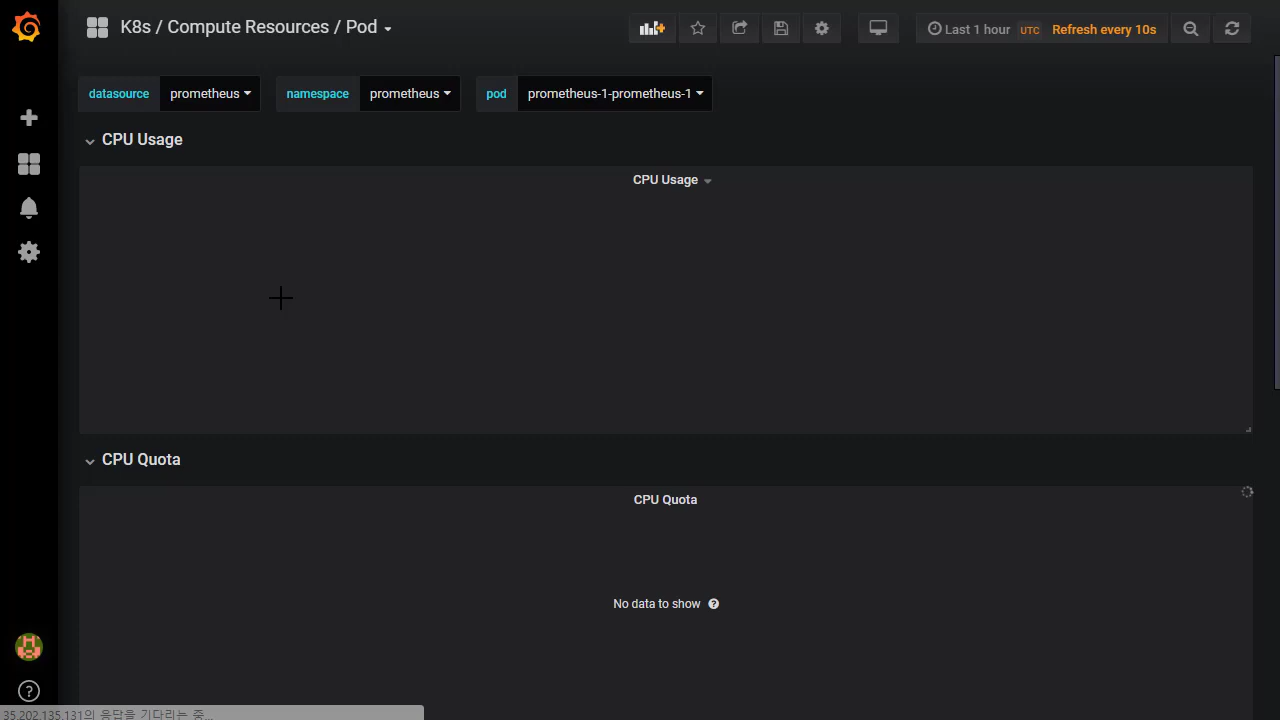 K8s / Compute Resources / Pod
Last 1 hour UTC Refresh every 10s
datasource prometheus namespace prometheus pod prometheus-1-prometheus-1
CPU Usage
CPU Usage
CPU Quota
CPU Quota
No data to show
35.202.135.131의 응답을 기다리는 중...